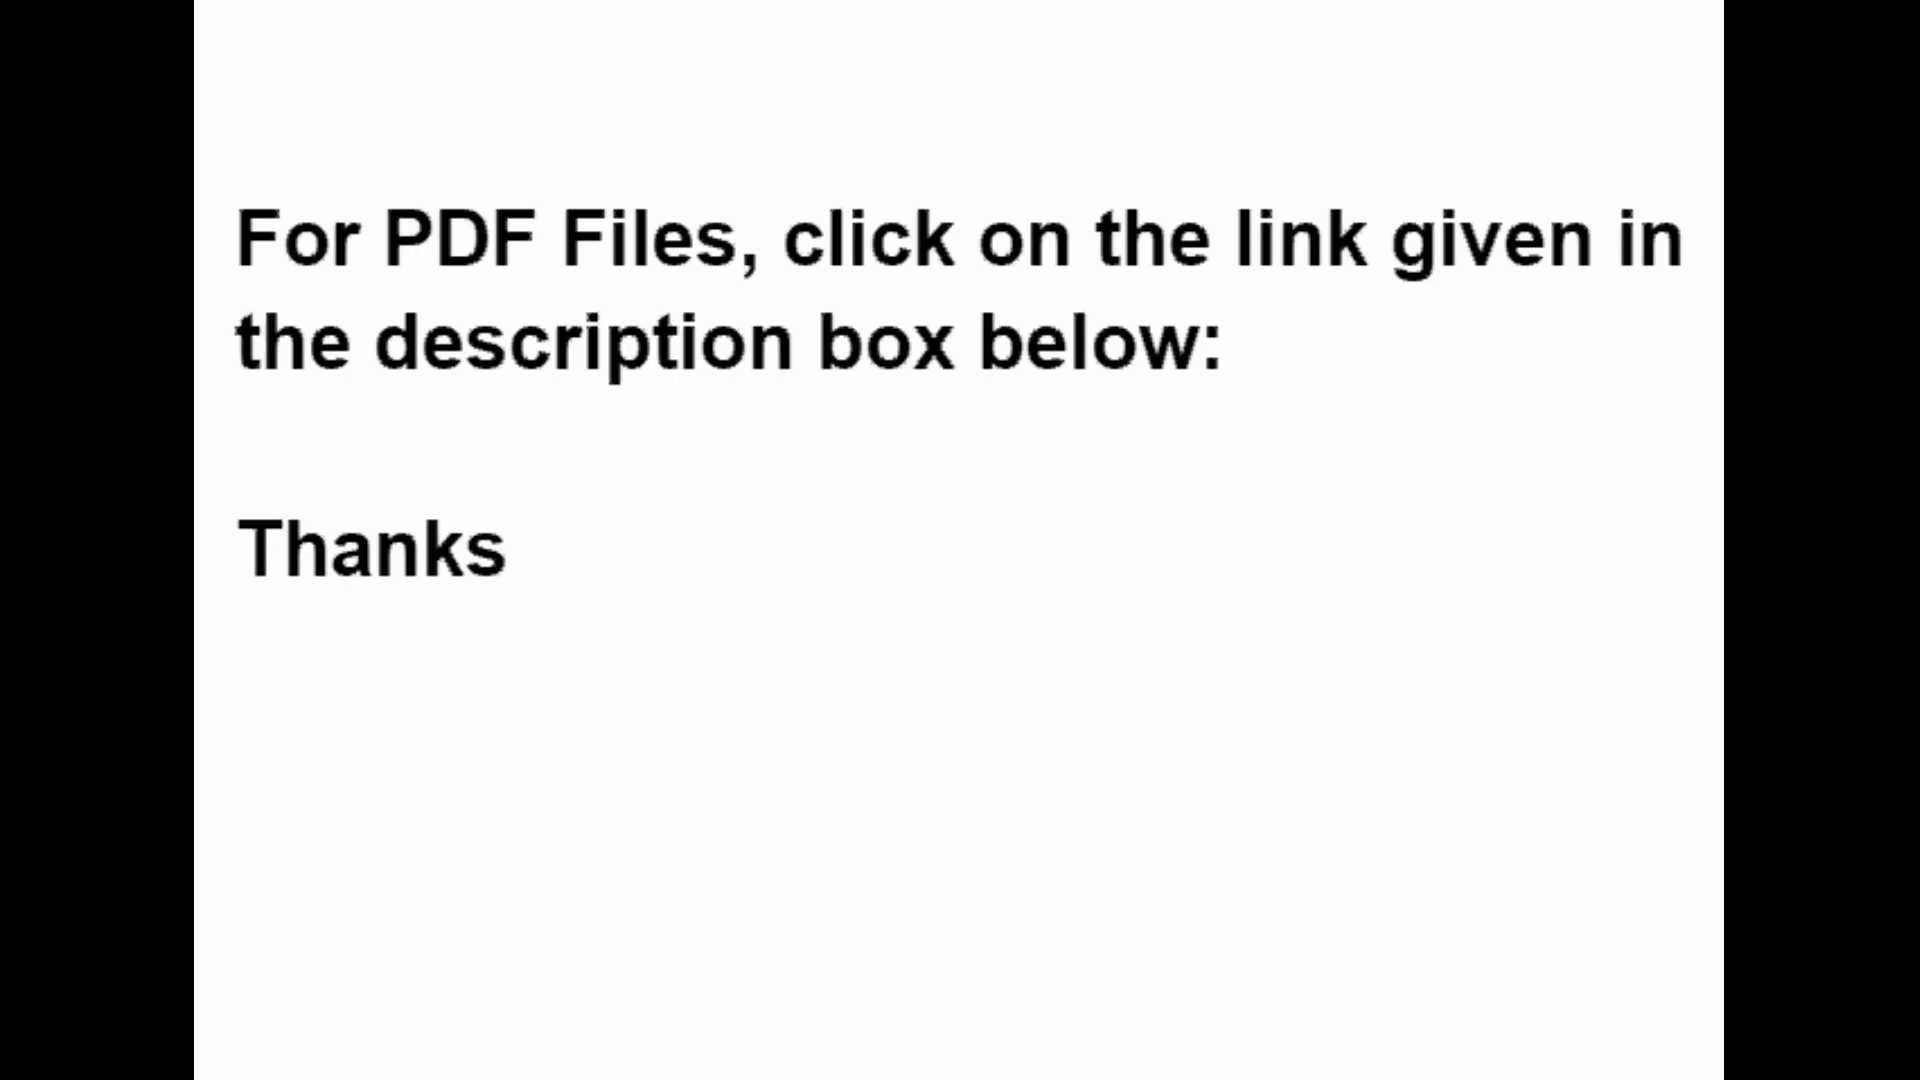 For PDF Files, click on the link given in
the description box below:
Thanks